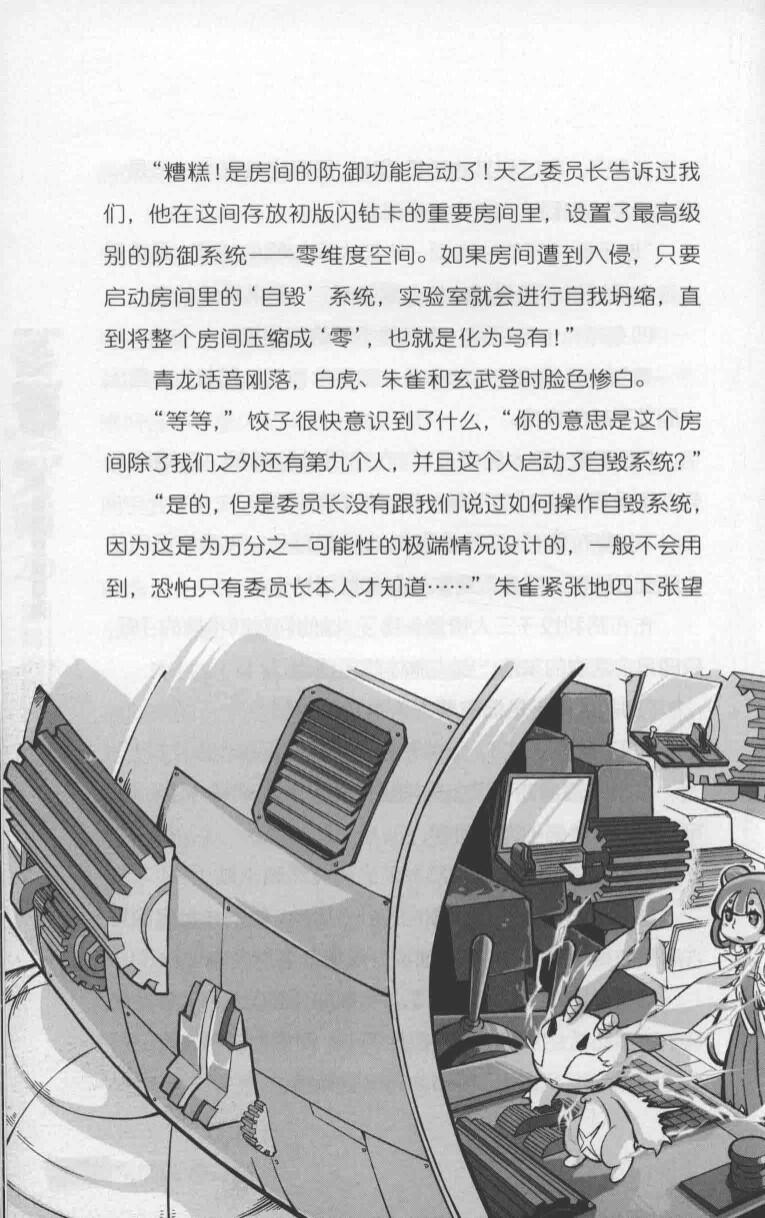 “糟糕！是房间的防御功能启动了！天乙委员长告诉过我
们，他在这间存放初版闪钻卡的重要房间里，设置了最高级
别的防御系统——零维度空间。如果房间遭到入侵，只要
启动房间里的‘自毁’系统，实验室就会进行自我坍缩，直
到将整个房间压缩成‘零’，也就是化为乌有！”
青龙话音刚落，白虎、朱雀和玄武登时脸色惨白。
“等等，”饺子很快意识到了什么，“你的意思是这个房
间除了我们之外还有第九个人，并且这个人启动了自毁系统？”
“是的，但是委员长没有跟我们说过如何操作自毁系统，
因为这是为万分之一可能性的极端情况设计的，一般不会用
到，恐怕只有委员长本人才知道……”朱雀紧张地四下张望